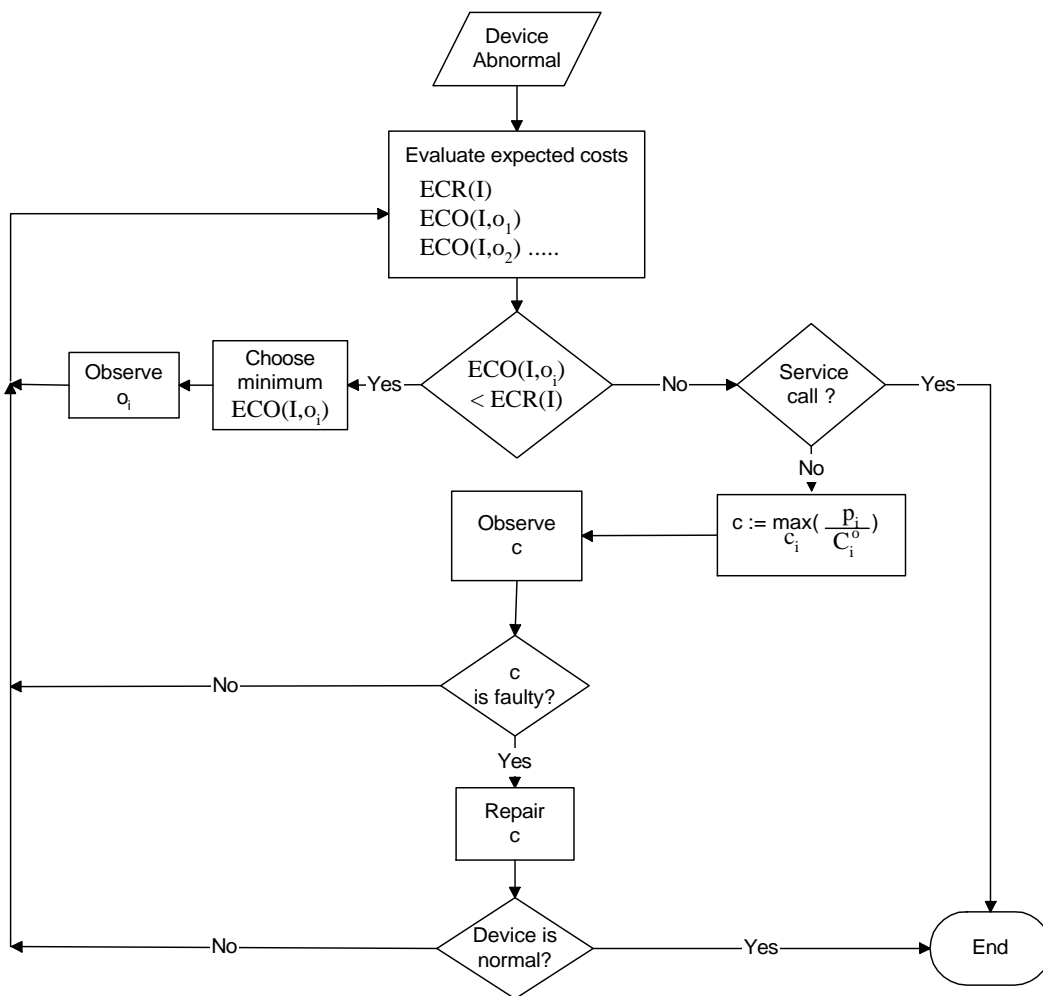 Device
Abnormal
Evaluate expected costs
ECR(I)
ECO(I,o₁)
ECO(I,o₂) .....
Observe
oᵢ
Choose
minimum
ECO(I,oᵢ)
Yes
ECO(I,oᵢ)
< ECR(I)
No
Service
call ?
Yes
No
c := max( pᵢ / Cᵢᵒ )
cᵢ
Observe
c
c
is faulty?
No
Yes
Repair
c
Device is
normal?
No
Yes
End